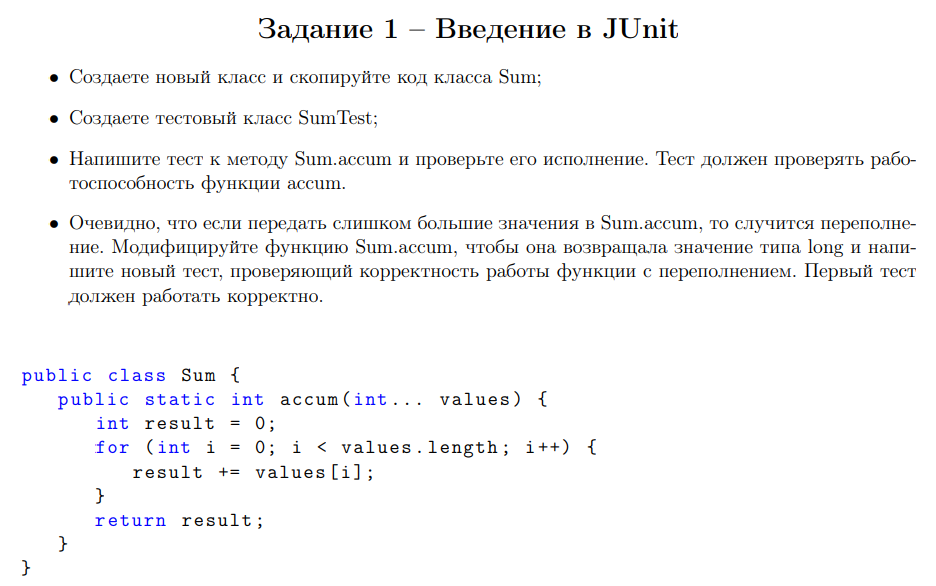 Задание 1 – Введение в JUnit
• Создаете новый класс и скопируйте код класса Sum;
• Создаете тестовый класс SumTest;
• Напишите тест к методу Sum.accum и проверьте его исполнение. Тест должен проверять рабо-
тоспособность функции accum.
• Очевидно, что если передать слишком большие значения в Sum.accum, то случится переполне-
ние. Модифицируйте функцию Sum.accum, чтобы она возвращала значение типа long и напи-
шите новый тест, проверяющий корректность работы функции с переполнением. Первый тест
должен работать корректно.
public class Sum {
public static int accum(int... values) {
int result = 0;
for (int i = 0; i < values.length; i++) {
result += values[i];
}
return result;
}
}